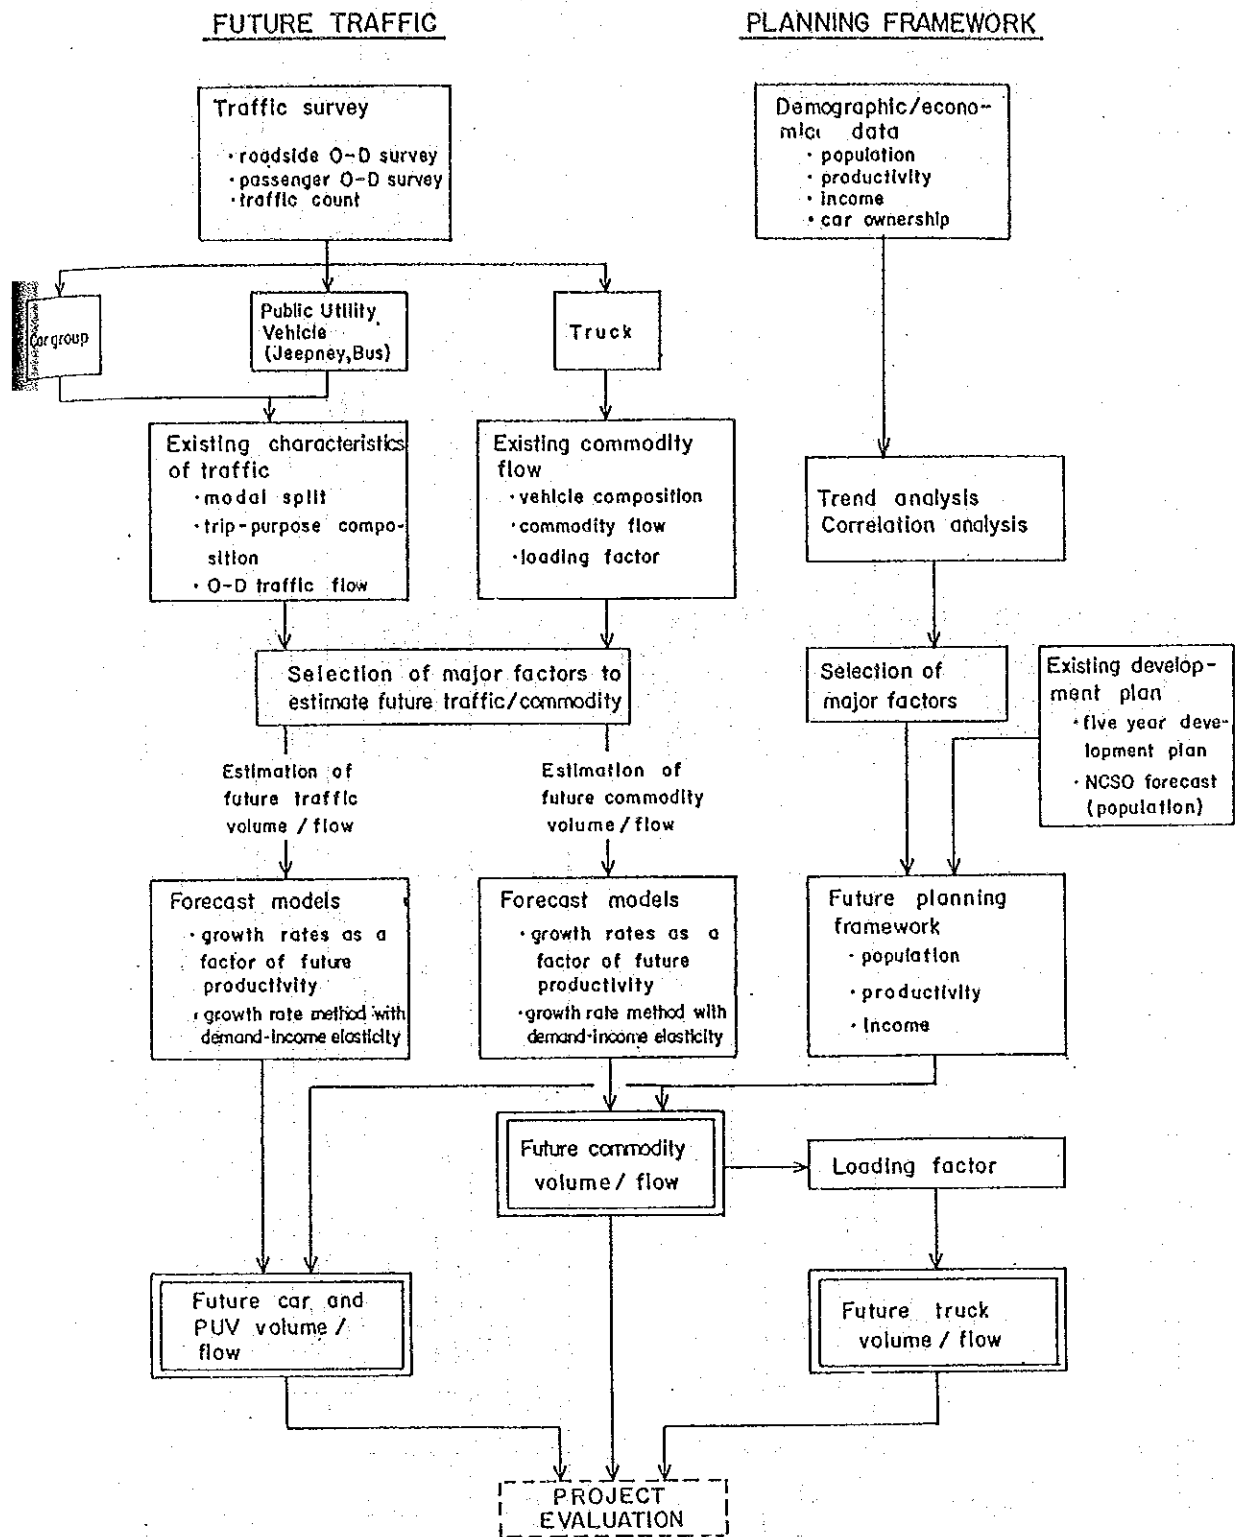 FUTURE TRAFFIC
PLANNING FRAMEWORK
Traffic survey
· roadside O-D survey
· passenger O-D survey
· traffic count
Demographic/econo-
mical data
· population
· productivity
· income
· car ownership
Car group
Public Utility
Vehicle
(Jeepney, Bus)
Truck
Existing characteristics
of traffic
· modal split
· trip-purpose compo-
sition
· O-D traffic flow
Existing commodity
flow
· vehicle composition
· commodity flow
· loading factor
Trend analysis
Correlation analysis
Selection of major factors to
estimate future traffic/commodity
Selection of
major factors
Existing develop-
ment plan
· five year deve-
lopment plan
· NCSO forecast
(population)
Estimation of
future traffic
volume / flow
Estimation of
future commodity
volume / flow
Forecast models
· growth rates as a
factor of future
productivity
· growth rate method with
demand-income elasticity
Forecast models
· growth rates as a
factor of future
productivity
· growth rate method with
demand-income elasticity
Future planning
framework
· population
· productivity
· income
Future commodity
volume / flow
Loading factor
Future car and
PUV volume /
flow
Future truck
volume / flow
PROJECT
EVALUATION